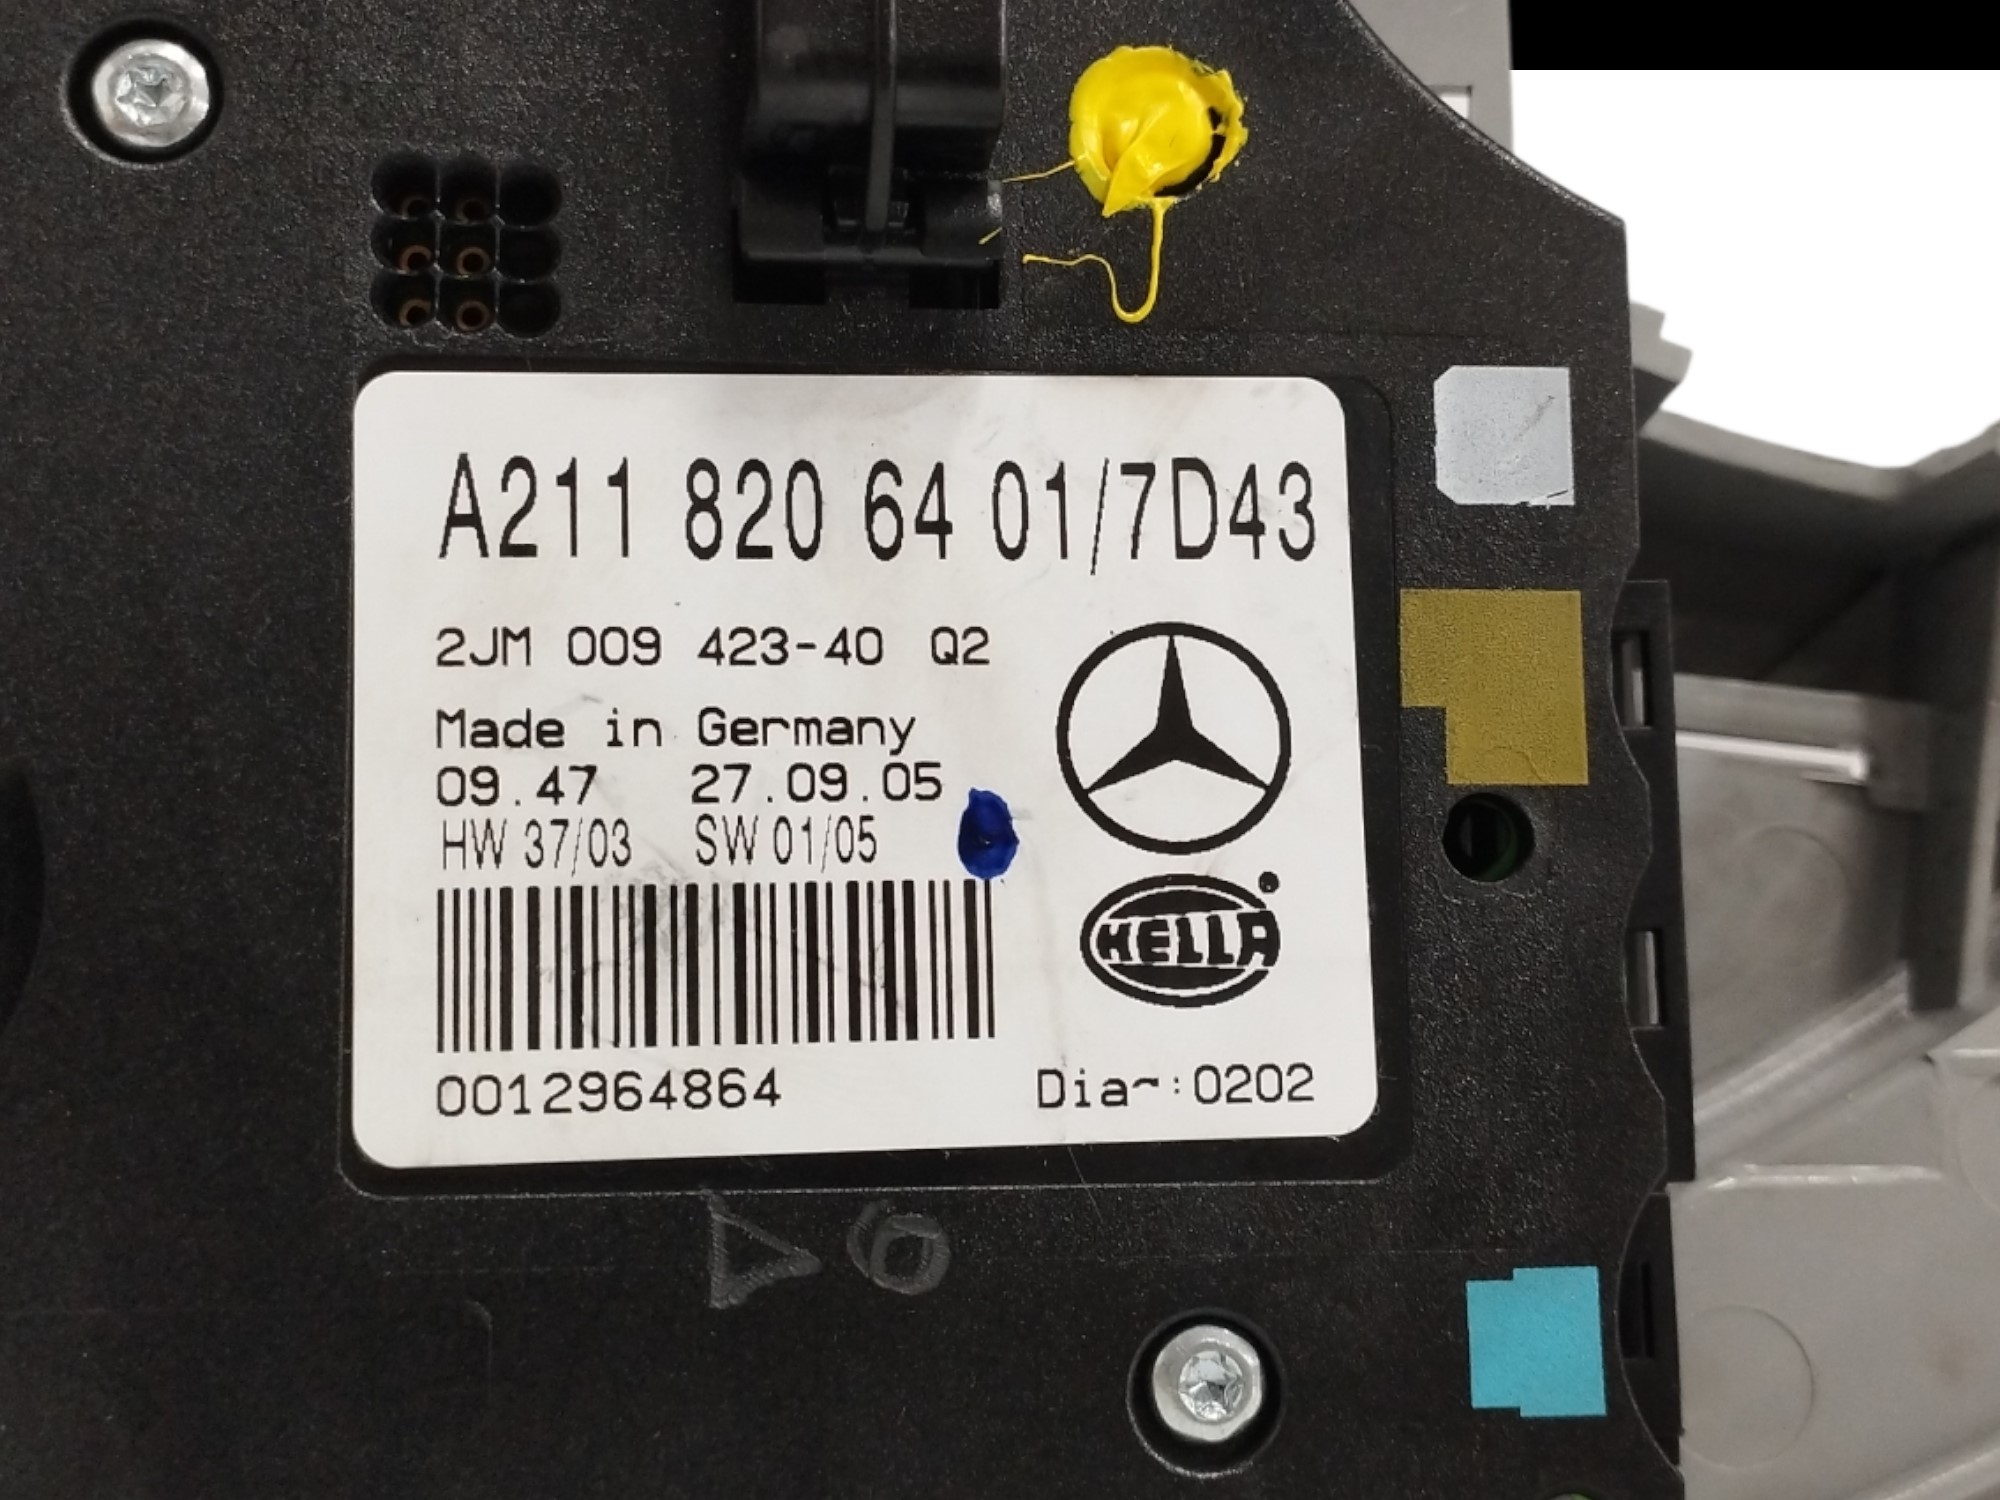 A211 820 64 01/7D43
2JM 009 423-40 Q2
Made in Germany
09.47 27.09.05
HW 37/03 SW 01/05
HELLA
0012964864
Dia~:0202